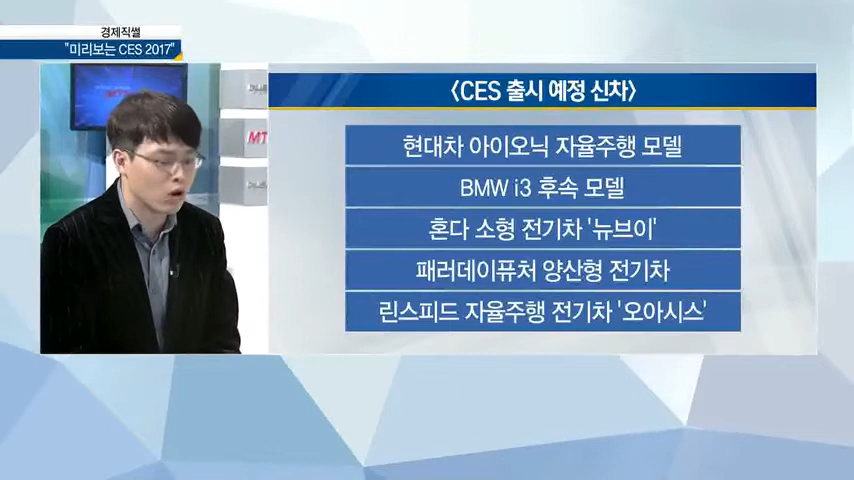 경제직썰
"미리보는 CES 2017"
MT
〈CES 출시 예정 신차〉
현대차 아이오닉 자율주행 모델
BMW i3 후속 모델
혼다 소형 전기차 '뉴브이'
패러데이퓨처 양산형 전기차
린스피드 자율주행 전기차 '오아시스'